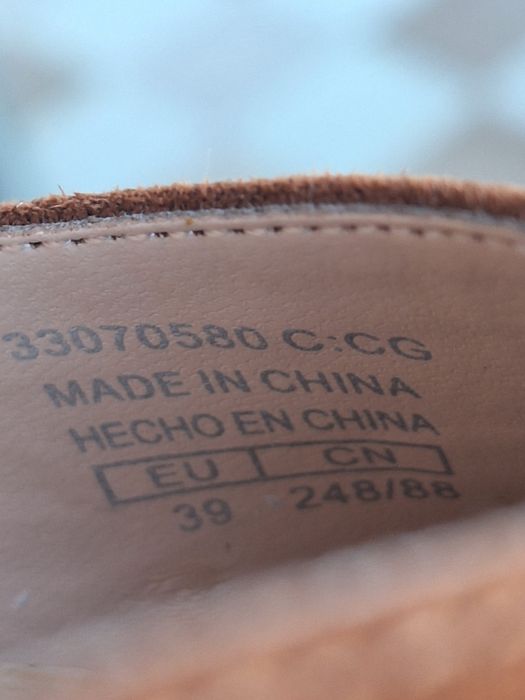 33070580 C:CG
MADE IN CHINA
HECHO EN CHINA
EU CN
39 248/88